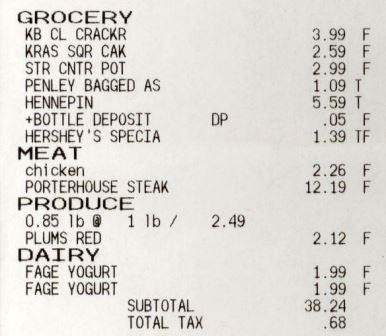 GROCERY
KB CL CRACKR 3.99 F
KRAS SQR CAK 2.59 F
STR CNTR POT 2.99 F
PENLEY BAGGED AS 1.09 T
HENNEPIN 5.59 T
+BOTTLE DEPOSIT DP .05 F
HERSHEY'S SPECIA 1.39 TF
MEAT
chicken 2.26 F
PORTERHOUSE STEAK 12.19 F
PRODUCE
0.85 lb @ 1 lb / 2.49
PLUMS RED 2.12 F
DAIRY
FAGE YOGURT 1.99 F
FAGE YOGURT 1.99 F
SUBTOTAL 38.24
TOTAL TAX .68